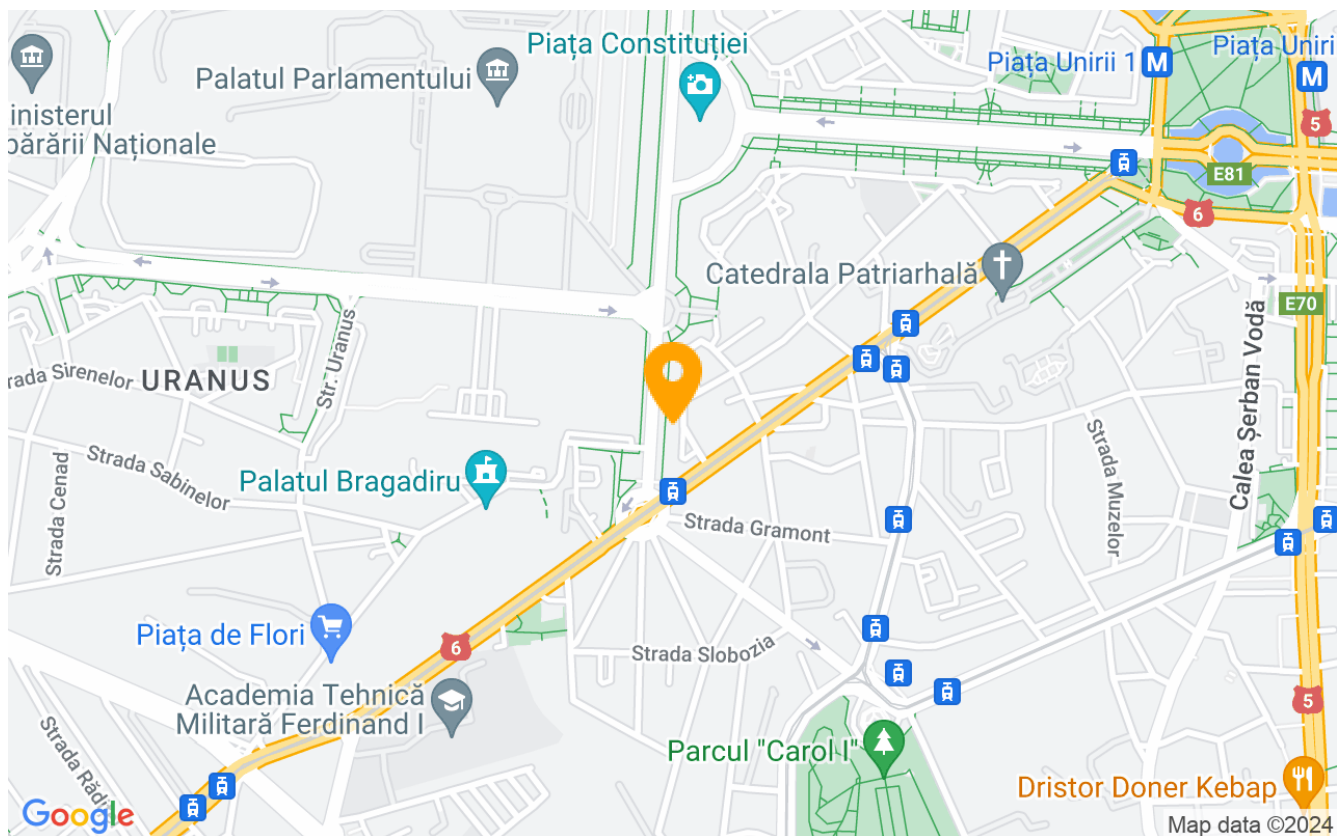 Piața Constituției
Piața Unirii 1
M
Piața Uniri
M
Palatul Parlamentului
inisterul
părării Naționale
5
E81
6
Catedrala Patriarhală
E70
Str. Uranus
rada Sirenelor
URANUS
Calea Șerban Vodă
Strada Muzelor
Strada Sabinelor
Strada Cenad
Palatul Bragadiru
Strada Gramont
Piața de Flori
6
Strada Slobozia
Academia Tehnică
Militară Ferdinand I
5
Strada Rădi
Parcul "Carol I"
Dristor Doner Kebap
Google
Map data ©2024